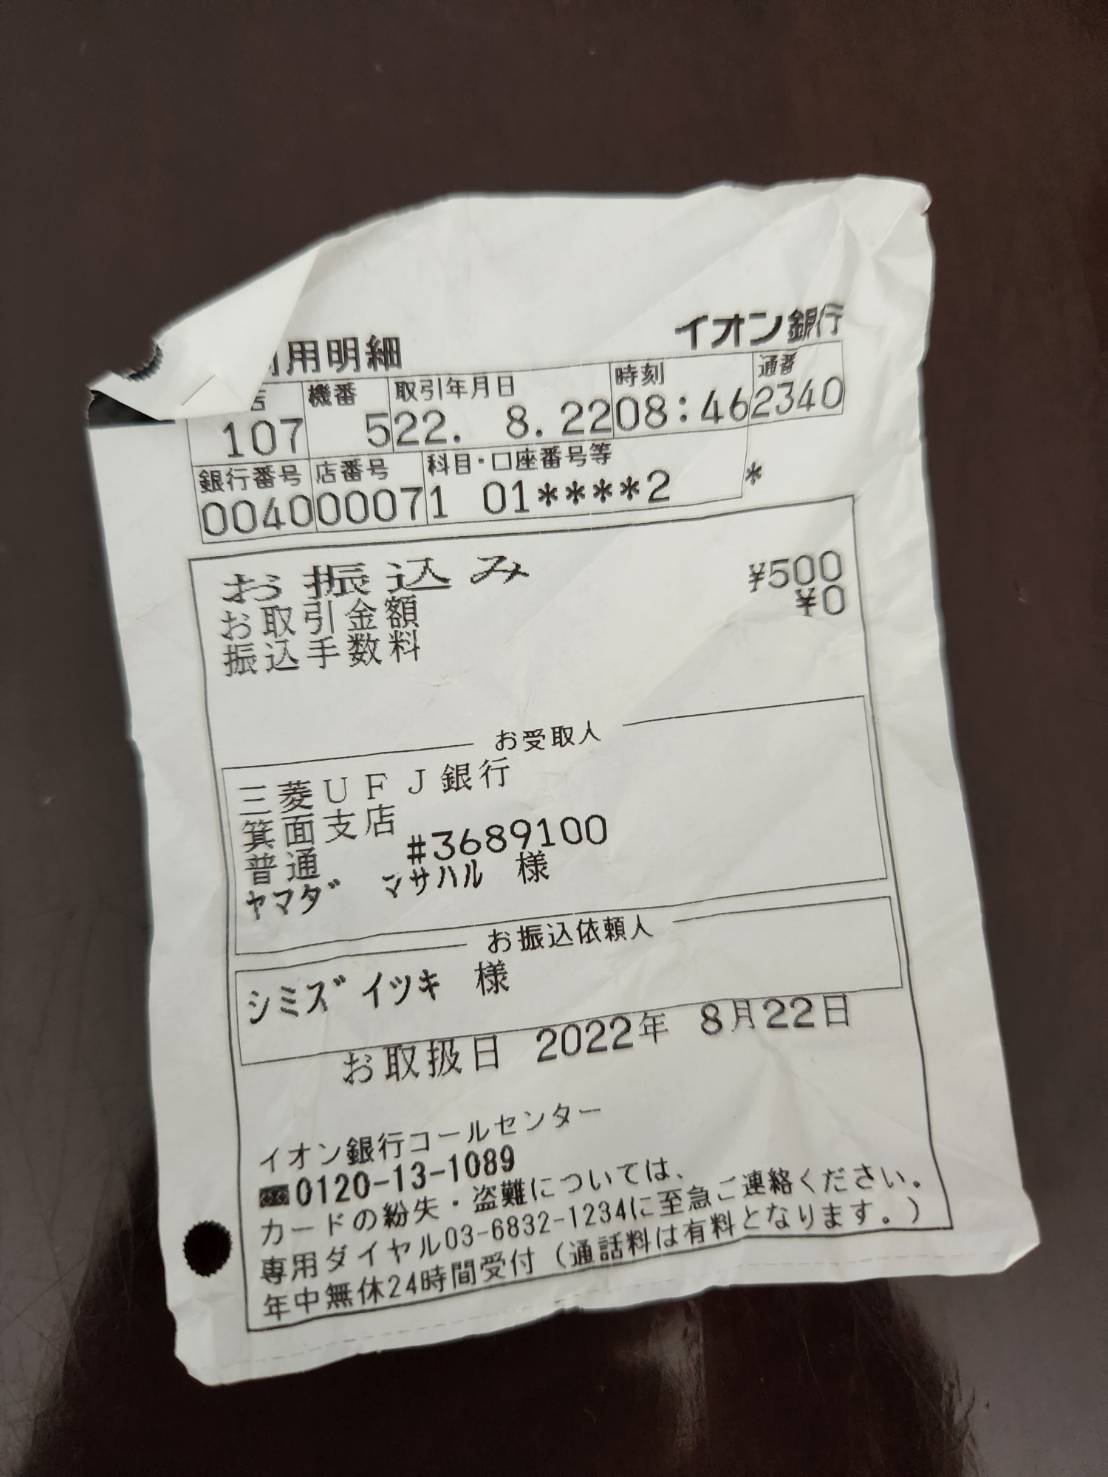 イオン銀行
用明細
機番 取引年月日 時刻 通番
107 5 22. 8.22 08:46 2340
銀行番号 店番号 科目・口座番号等
0040 00071 01****2 *
お振込み
お取引金額 ¥500
振込手数料 ¥0
お受取人
三菱UFJ銀行
箕面支店
普通 #3689100
ヤマダ マサハル 様
お振込依頼人
シミズ イツキ 様
お取扱日 2022年 8月22日
イオン銀行コールセンター
0120-13-1089
カードの紛失・盗難については、
専用ダイヤル03-6832-1234に至急ご連絡ください。
年中無休24時間受付(通話料は有料となります。)